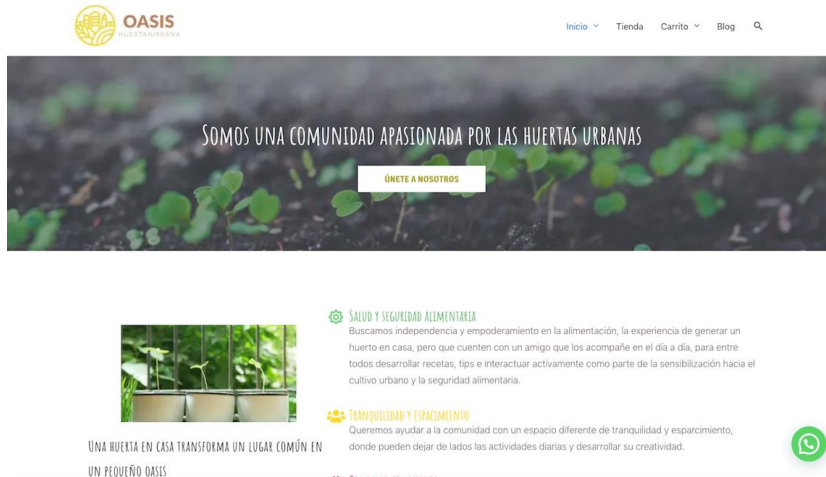 OASIS
HUERTA URBANA
Inicio
Tienda
Carrito
Blog
SOMOS UNA COMUNIDAD APASIONADA POR LAS HUERTAS URBANAS
ÚNETE A NOSOTROS
SALUD Y SEGURIDAD ALIMENTARIA
Buscamos independencia y empoderamiento en la alimentación, la experiencia de generar un
huerto en casa, pero que cuenten con un amigo que los acompañe en el día a día, para entre
todos desarrollar recetas, tips e interactuar activamente como parte de la sensibilización hacia el
cultivo urbano y la seguridad alimentaria.
TRANQUILIDAD Y ESPACIMIENTO
Queremos ayudar a la comunidad con un espacio diferente de tranquilidad y esparcimiento,
donde pueden dejar de lados las actividades diarias y desarrollar su creatividad.
UNA HUERTA EN CASA TRANSFORMA UN LUGAR COMÚN EN
UN PEQUEÑO OASIS